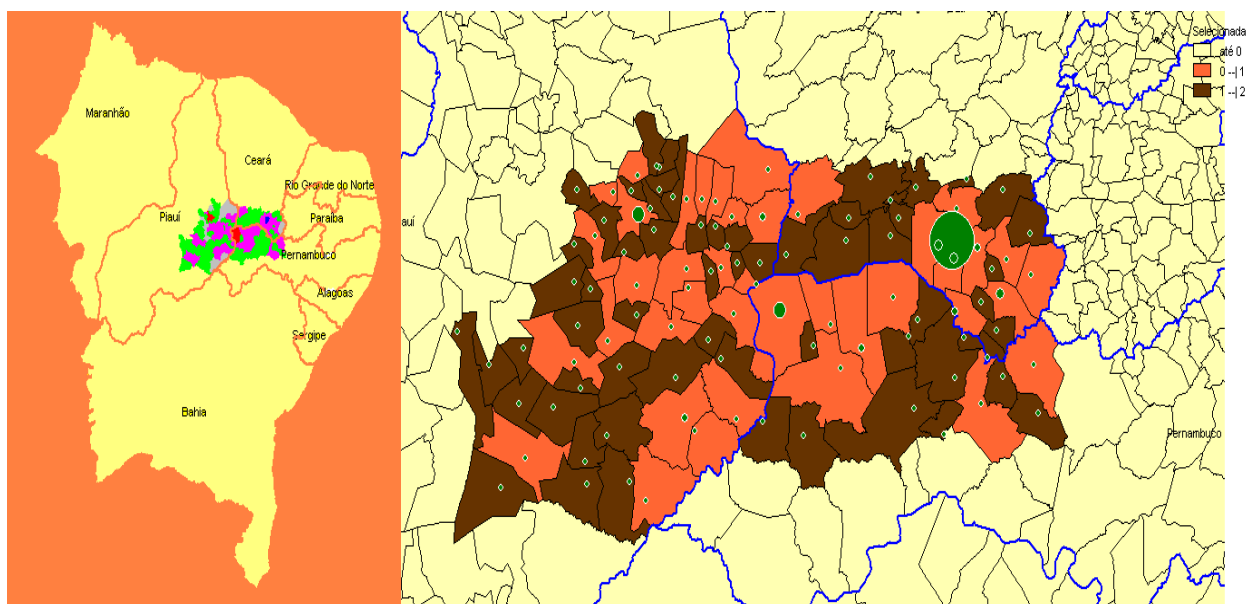 Maranhão
Ceará
Rio Grande do Norte
Piauí
Paraíba
Pernambuco
Alagoas
Sergipe
Bahia
Selecionada
até 0
0 --| 1
1 --| 2
auí
Pernambuco